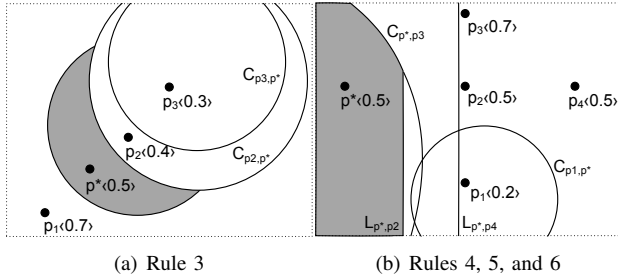 C_{p3,p*}
p₃‹0.3›
p₂‹0.4›
C_{p2,p*}
p*‹0.5›
p₁‹0.7›
(a) Rule 3
C_{p*,p3}
p₃‹0.7›
p*‹0.5›
p₂‹0.5›
p₄‹0.5›
C_{p1,p*}
p₁‹0.2›
L_{p*,p2}
L_{p*,p4}
(b) Rules 4, 5, and 6